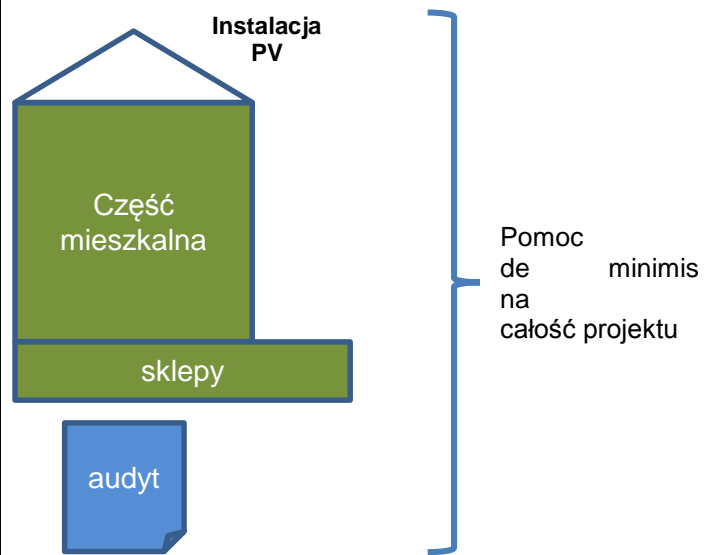 Instalacja
PV
Część
mieszkalna
sklepy
audyt
Pomoc
de minimis
na
całość projektu